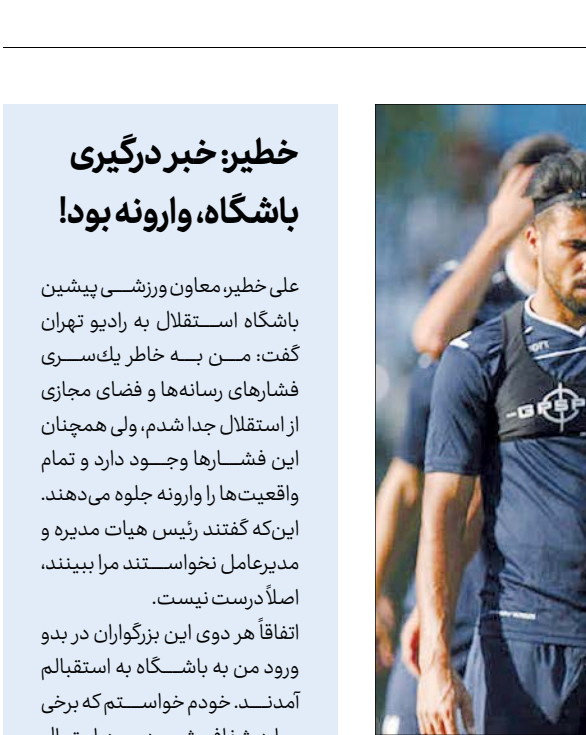 خطیر: خبر درگیری
باشگاه، وارونه بود!
علی خطیر، معاون ورزشی پیشین
باشگاه استقلال به رادیو تهران
گفت: من به خاطر یک‌سری
فشارهای رسانه‌ها و فضای مجازی
از استقلال جدا شدم، ولی همچنان
این فشارها وجود دارد و تمام
واقعیت‌ها را وارونه جلوه می‌دهند.
این‌که گفتند رئیس هیات مدیره و
مدیرعامل نخواستند مرا ببینند،
اصلاً درست نیست.
اتفاقاً هر دوی این بزرگواران در بدو
ورود من به باشگاه به استقبالم
آمدند. خودم خواستم که برخی
GPSP